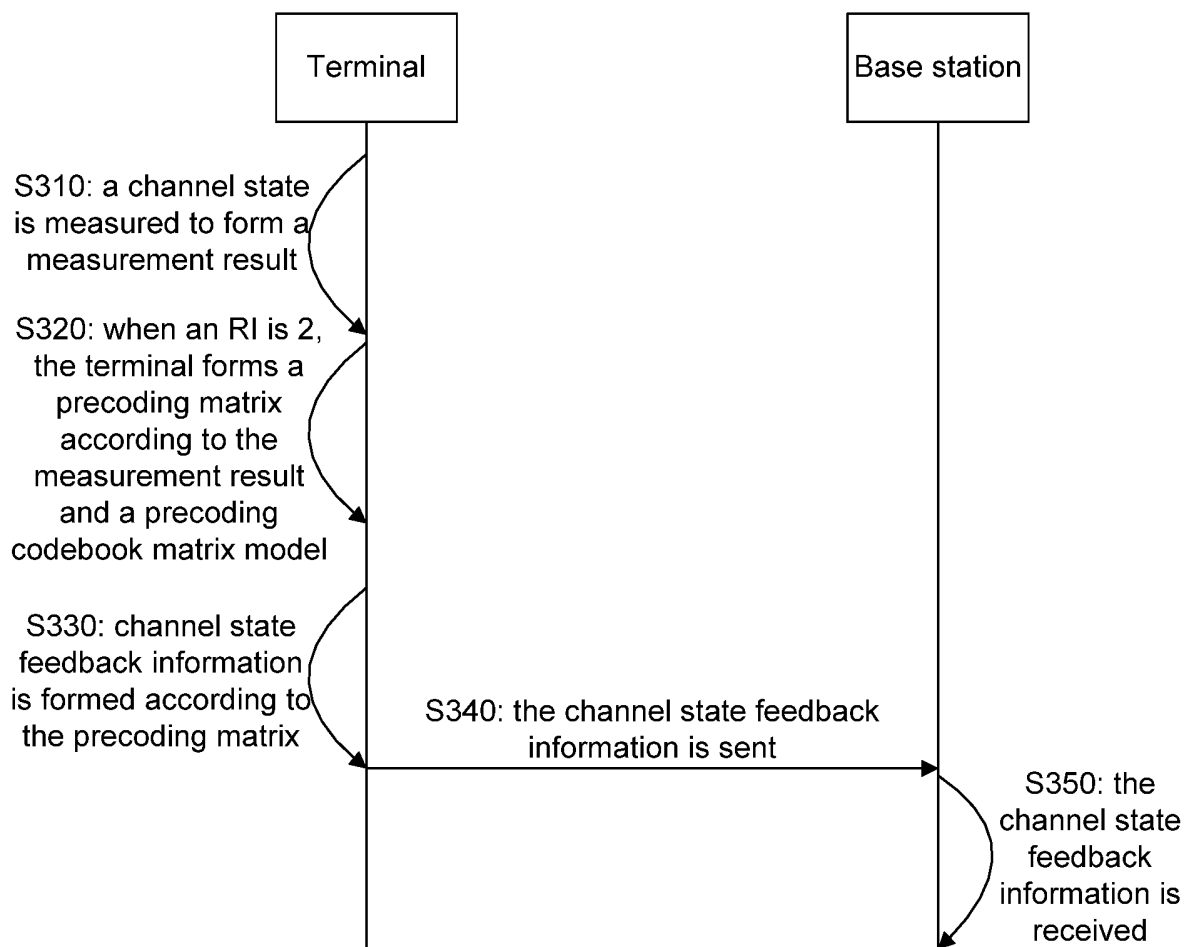 Terminal
Base station
S310: a channel state
is measured to form a
measurement result
S320: when an RI is 2,
the terminal forms a
precoding matrix
according to the
measurement result
and a precoding
codebook matrix model
S330: channel state
feedback information
is formed according to
the precoding matrix
S340: the channel state feedback
information is sent
S350: the
channel state
feedback
information is
received